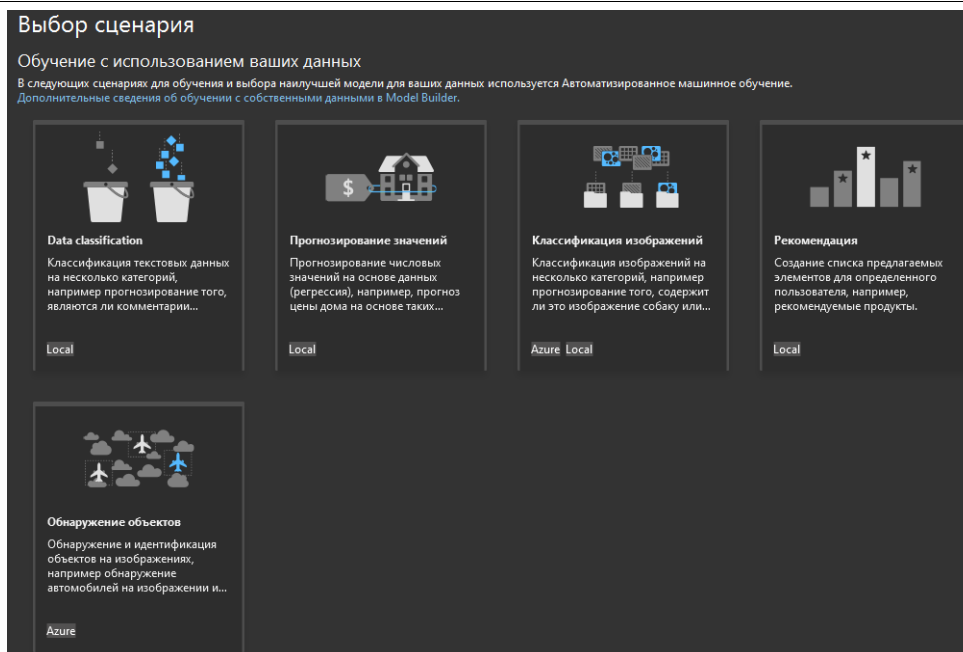 Выбор сценария
Обучение с использованием ваших данных
В следующих сценариях для обучения и выбора наилучшей модели для ваших данных используется Автоматизированное машинное обучение.
Дополнительные сведения об обучении с собственными данными в Model Builder.
Data classification
Классификация текстовых данных
на несколько категорий,
например прогнозирование того,
являются ли комментарии...
Local
$
Прогнозирование значений
Прогнозирование числовых
значений на основе данных
(регрессия), например, прогноз
цены дома на основе таких...
Local
Классификация изображений
Классификация изображений на
несколько категорий, например
прогнозирование того, содержит
ли это изображение собаку или...
Azure Local
Рекомендация
Создание списка предлагаемых
элементов для определенного
пользователя, например,
рекомендуемые продукты.
Local
Обнаружение объектов
Обнаружение и идентификация
объектов на изображениях,
например обнаружение
автомобилей на изображении и...
Azure